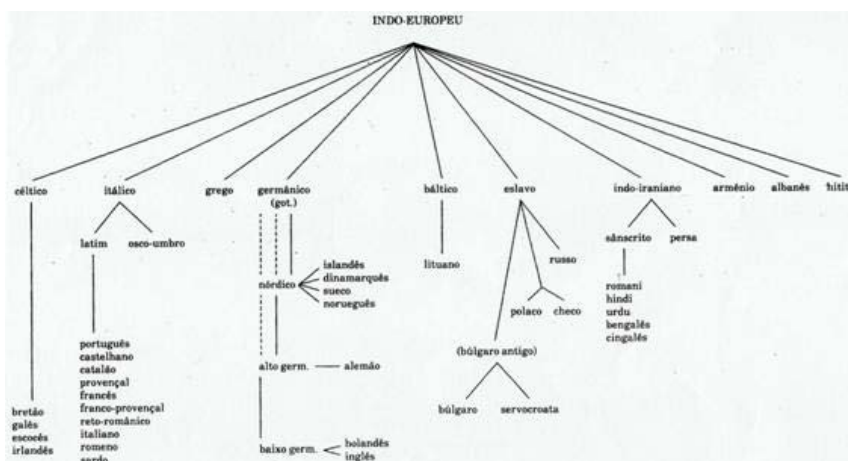 INDO-EUROPEU
céltico itálico grego germânico báltico eslavo indo-iraniano armênio albanês hitit
(got.)
latim osco-umbro sânscrito persa
russo
islandês
lituano
dinamarquês
nórdico sueco
norueguês
romani
hindi
urdu
bengalês
cingalês
polaco checo
português
castelhano
catalão
provençal
francês
franco-provençal
reto-românico
italiano
romeno
sardo
(búlgaro antigo)
alto germ. alemão
bretão
galês
escocês
irlandês
búlgaro servocroata
baixo germ. holandês
inglês